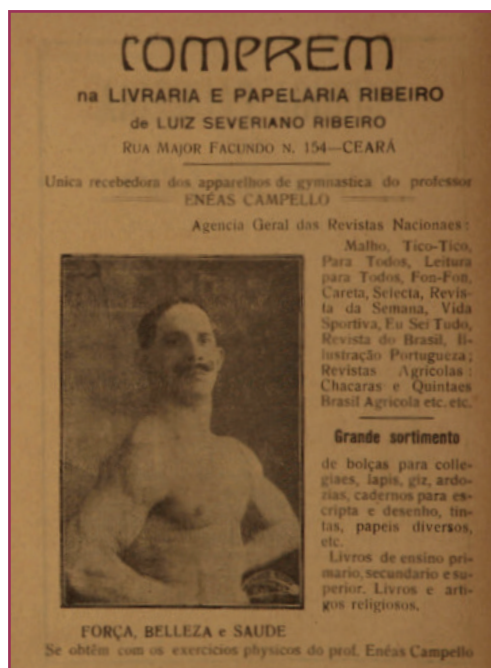 COMPREM
na LIVRARIA E PAPELARIA RIBEIRO
de LUIZ SEVERIANO RIBEIRO
RUA MAJOR FACUNDO N. 154—CEARÁ
Unica recebedora dos apparelhos de gymnastica do professor
ENÉAS CAMPELLO
Agencia Geral das Revistas Nacionaes:
Malho, Tico-Tico,
Para Todos, Leitura
para Todos, Fon-Fon,
Careta, Selecta, Revis-
ta da Semana, Vida
Sportiva, Eu Sei Tudo,
Revista do Brasil, Il-
lustração Portugueza;
Revistas Agricolas:
Chacaras e Quintaes
Brasil Agricola etc. etc.
Grande sortimento
de bolças para colle-
giaes, lapis, giz, ardo-
zias, cadernos para es-
cripta e desenho, tin-
tas, papeis diversos,
etc.
Livros de ensino pri-
mario, secundario e su-
perior. Livros e arti-
gos religiosos.
FORÇA, BELLEZA e SAUDE
Se obtêm com os exercicios physicos do prof. Enéas Campello